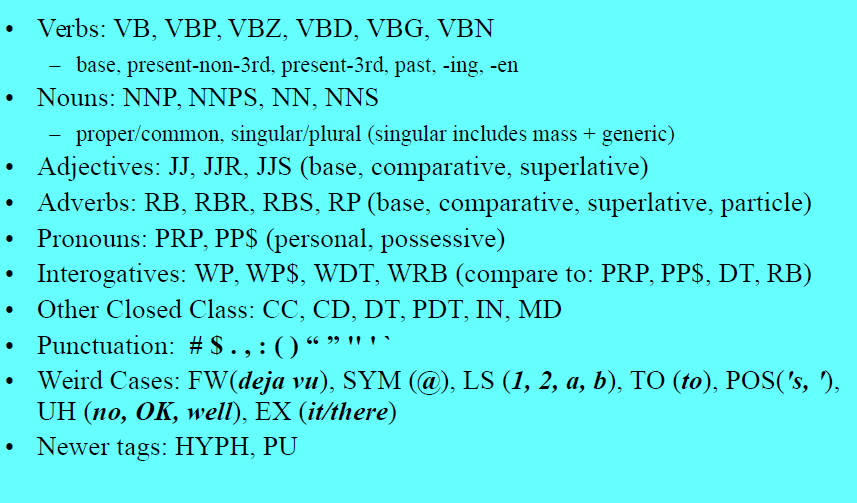 • Verbs: VB, VBP, VBZ, VBD, VBG, VBN
– base, present-non-3rd, present-3rd, past, -ing, -en
• Nouns: NNP, NNPS, NN, NNS
– proper/common, singular/plural (singular includes mass + generic)
• Adjectives: JJ, JJR, JJS (base, comparative, superlative)
• Adverbs: RB, RBR, RBS, RP (base, comparative, superlative, particle)
• Pronouns: PRP, PP$ (personal, possessive)
• Interogatives: WP, WP$, WDT, WRB (compare to: PRP, PP$, DT, RB)
• Other Closed Class: CC, CD, DT, PDT, IN, MD
• Punctuation: # $ . , : ( ) “ ” " ' `
• Weird Cases: FW(deja vu), SYM (@), LS (1, 2, a, b), TO (to), POS('s, '),
UH (no, OK, well), EX (it/there)
• Newer tags: HYPH, PU